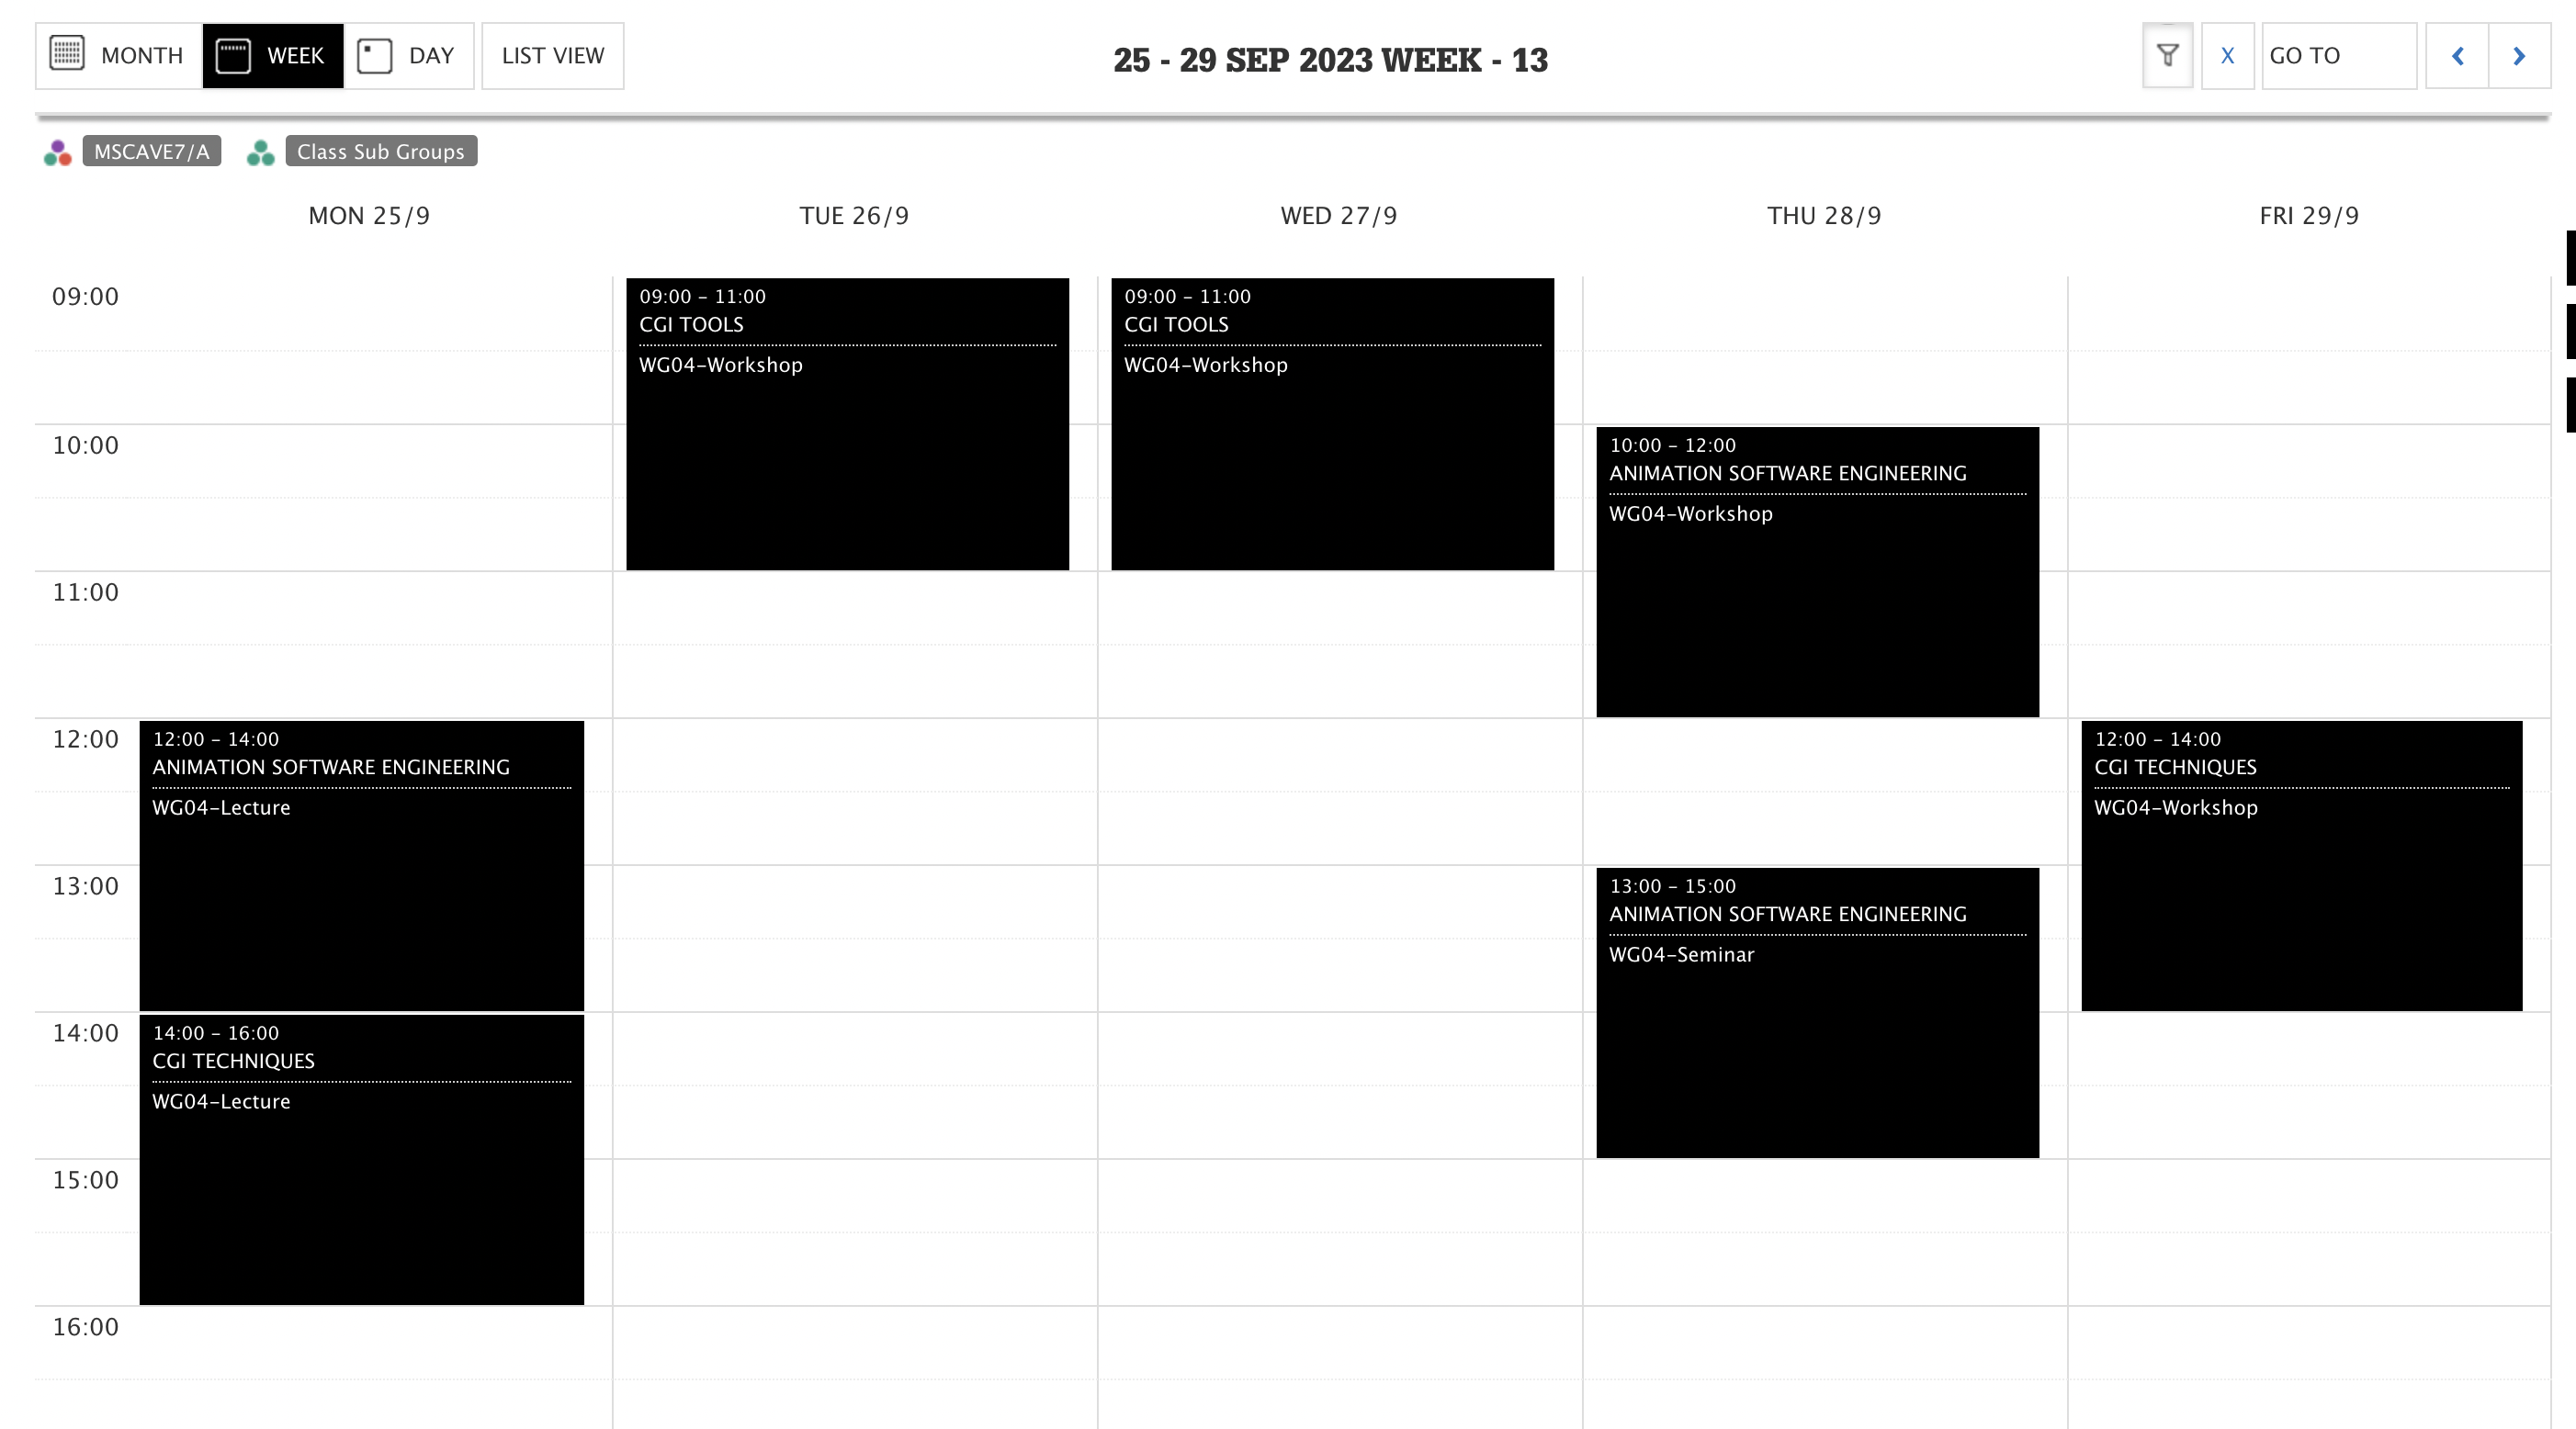 MONTH WEEK DAY LIST VIEW 25 - 29 SEP 2023 WEEK - 13 X GO TO
MSCAVE7/A Class Sub Groups
MON 25/9 TUE 26/9 WED 27/9 THU 28/9 FRI 29/9
09:00
09:00 – 11:00
CGI TOOLS
WG04-Workshop
09:00 – 11:00
CGI TOOLS
WG04-Workshop
10:00
10:00 – 12:00
ANIMATION SOFTWARE ENGINEERING
WG04-Workshop
11:00
12:00
12:00 – 14:00
ANIMATION SOFTWARE ENGINEERING
WG04-Lecture
12:00 – 14:00
CGI TECHNIQUES
WG04-Workshop
13:00
13:00 – 15:00
ANIMATION SOFTWARE ENGINEERING
WG04-Seminar
14:00
14:00 – 16:00
CGI TECHNIQUES
WG04-Lecture
15:00
16:00